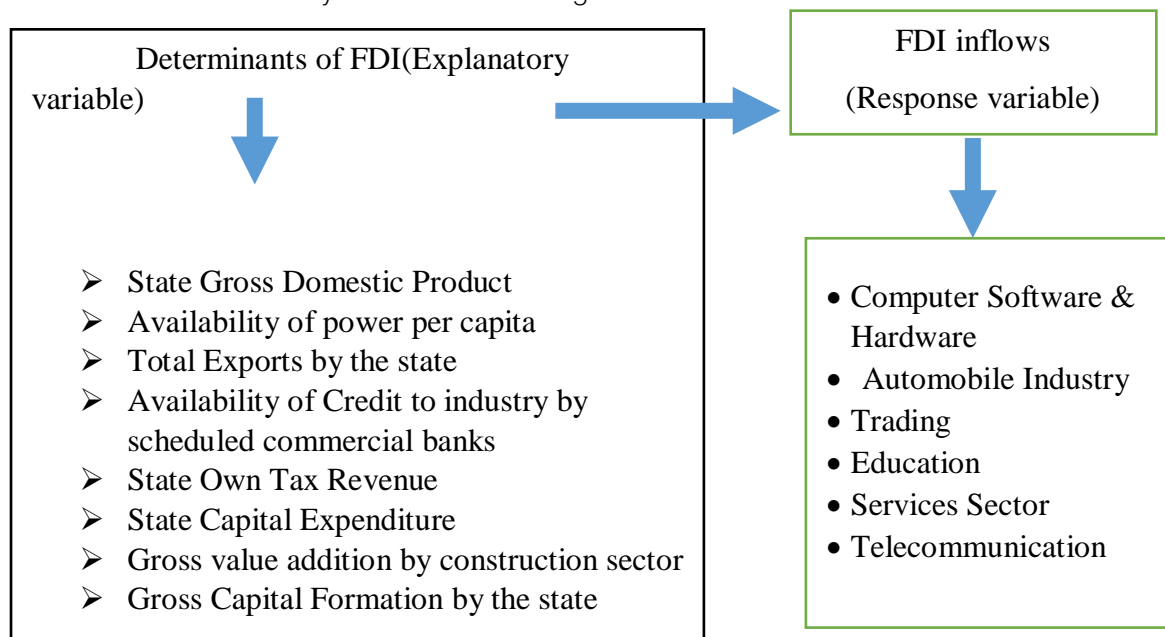 Determinants of FDI(Explanatory
variable)
➢ State Gross Domestic Product
➢ Availability of power per capita
➢ Total Exports by the state
➢ Availability of Credit to industry by
scheduled commercial banks
➢ State Own Tax Revenue
➢ State Capital Expenditure
➢ Gross value addition by construction sector
➢ Gross Capital Formation by the state
FDI inflows
(Response variable)
• Computer Software &
Hardware
• Automobile Industry
• Trading
• Education
• Services Sector
• Telecommunication